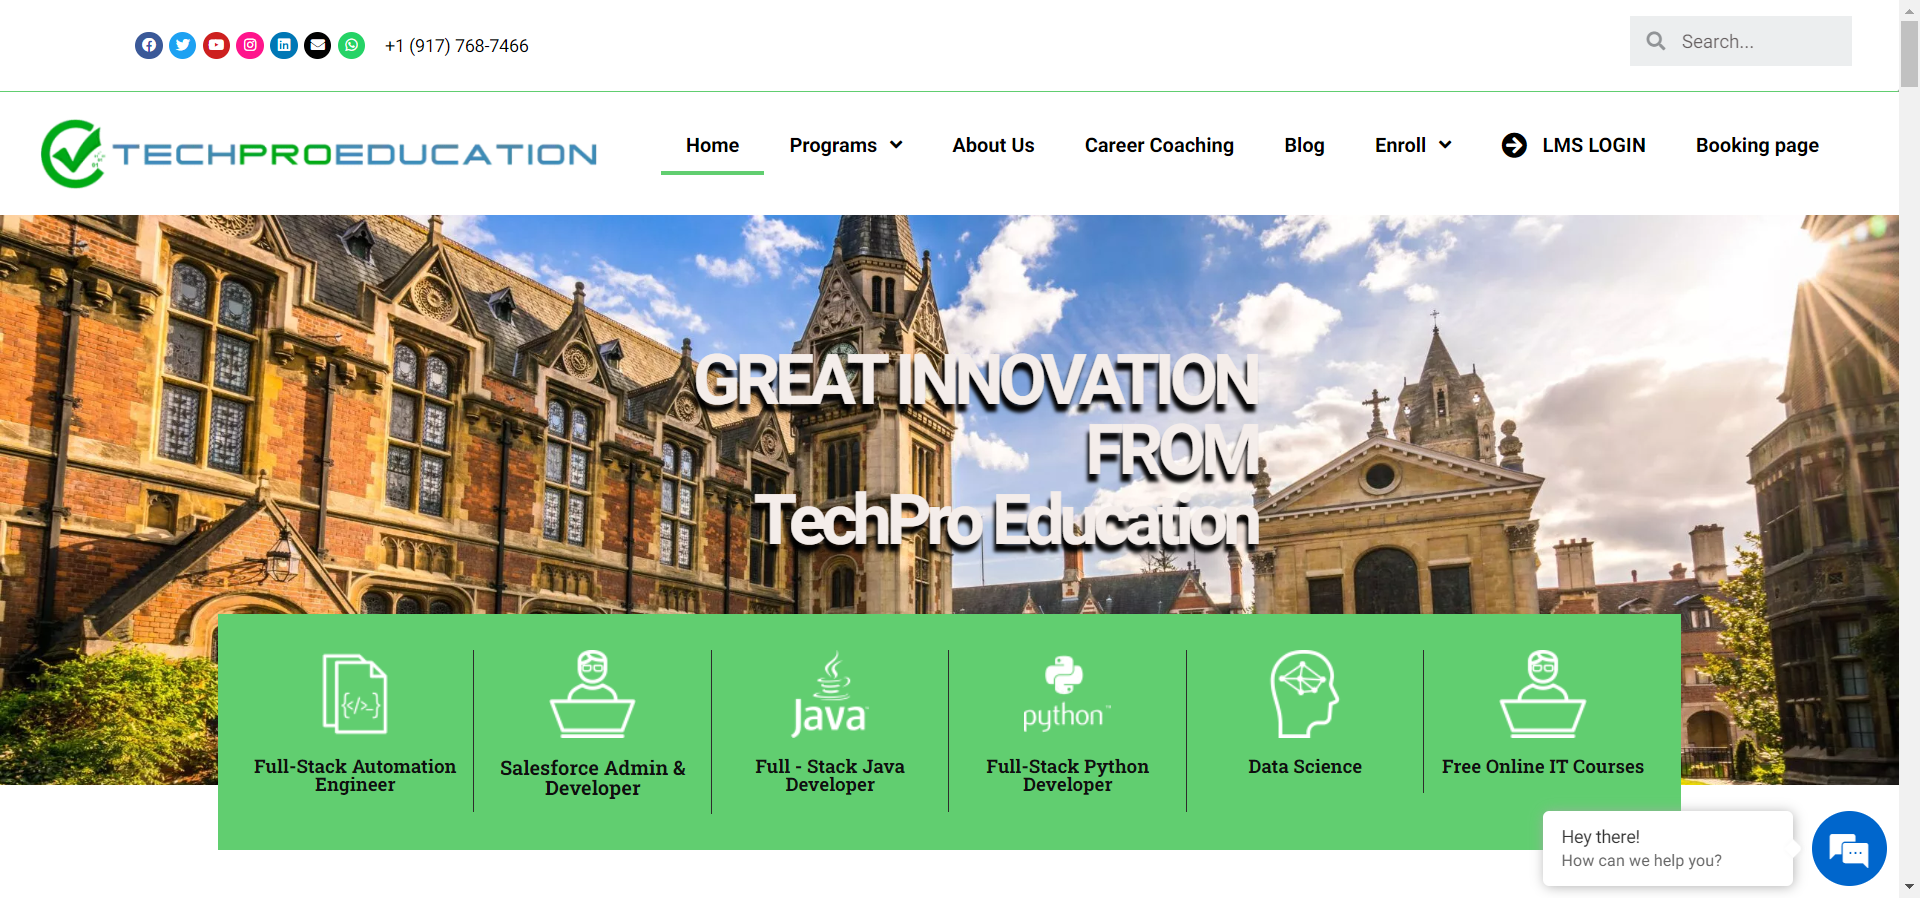 +1 (917) 768-7466
Search...
TECHPROEDUCATION
Home
Programs
About Us
Career Coaching
Blog
Enroll
LMS LOGIN
Booking page
GREAT INNOVATION
FROM
TechPro Education
</_>
Java
python™
Full-Stack Automation
Engineer
Salesforce Admin &
Developer
Full - Stack Java
Developer
Full-Stack Python
Developer
Data Science
Free Online IT Courses
Hey there!
How can we help you?